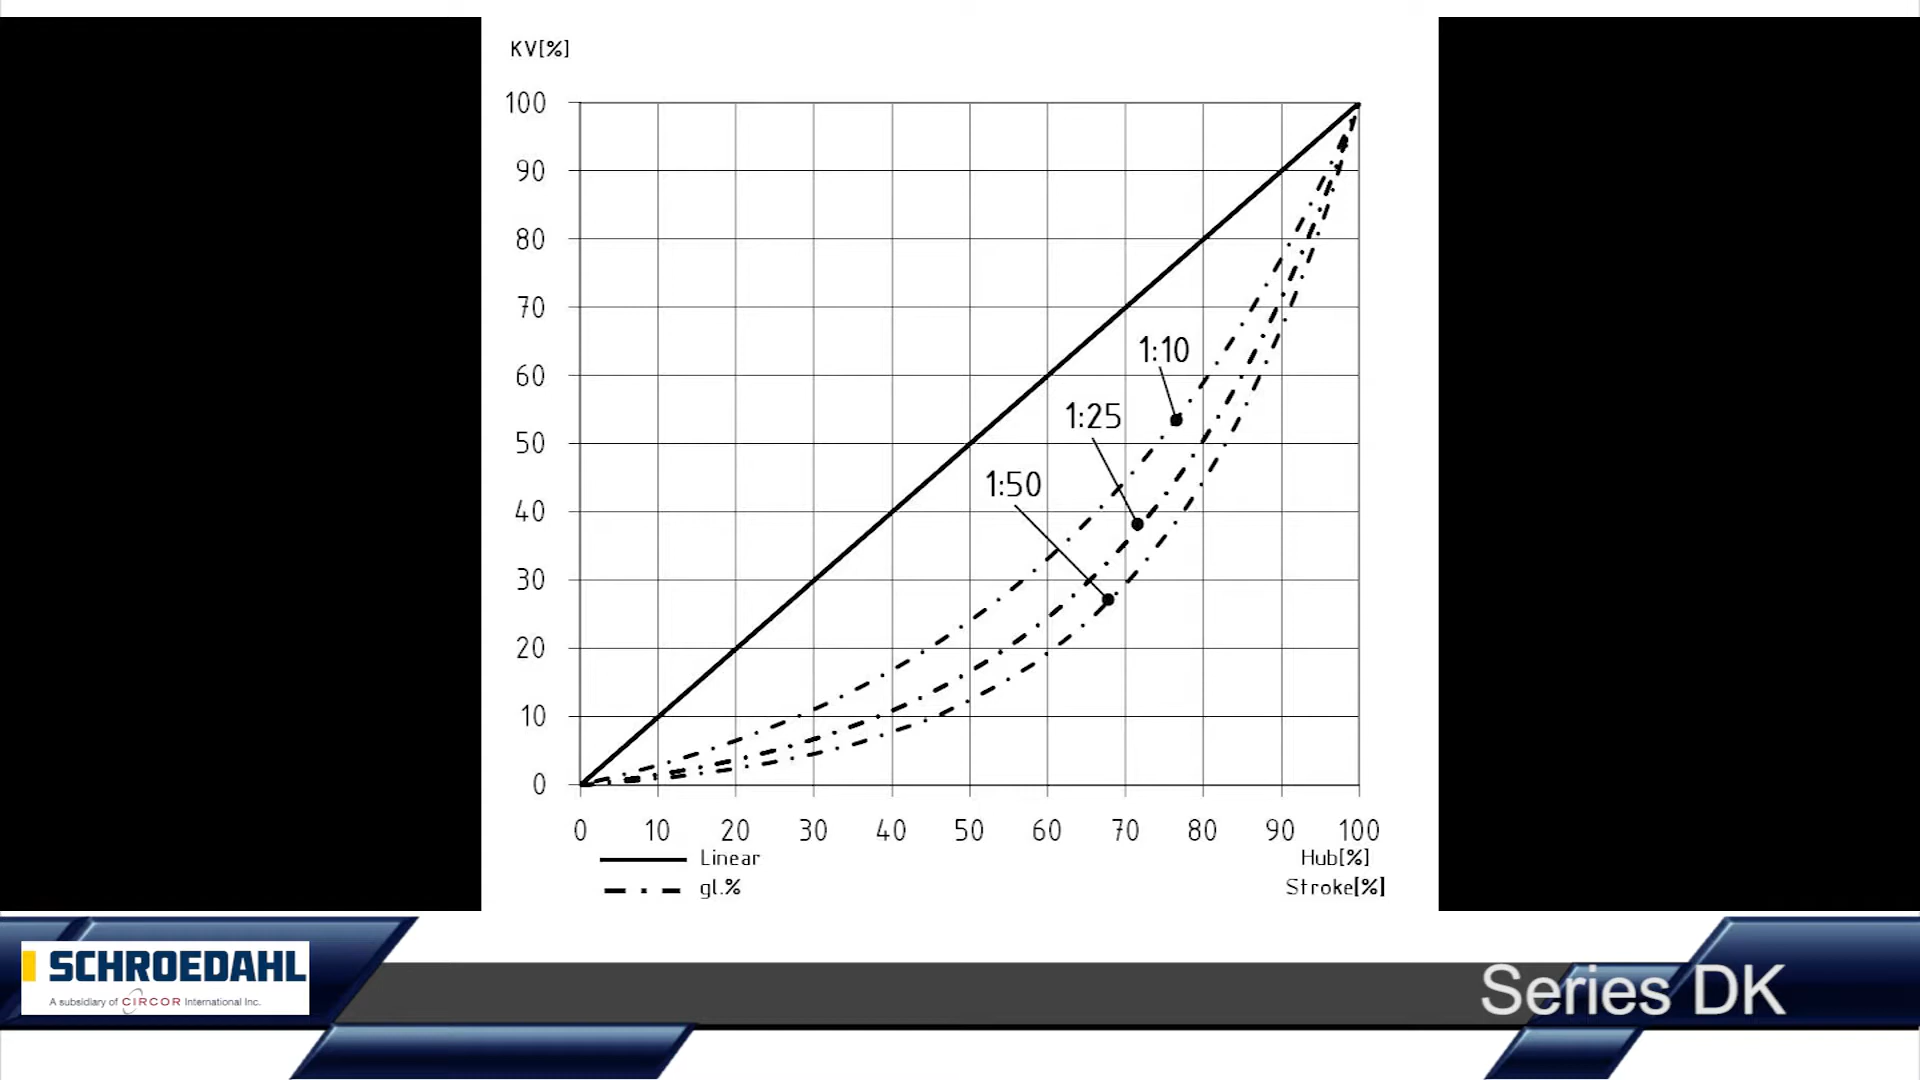 KV[%]
100
90
80
70
60
50
40
30
20
10
0
1:10
1:25
1:50
0 10 20 30 40 50 60 70 80 90 100
Linear
Hub[%]
gl.%
Stroke[%]
SCHROEDAHL
A subsidiary of CIRCOR International Inc.
Series DK